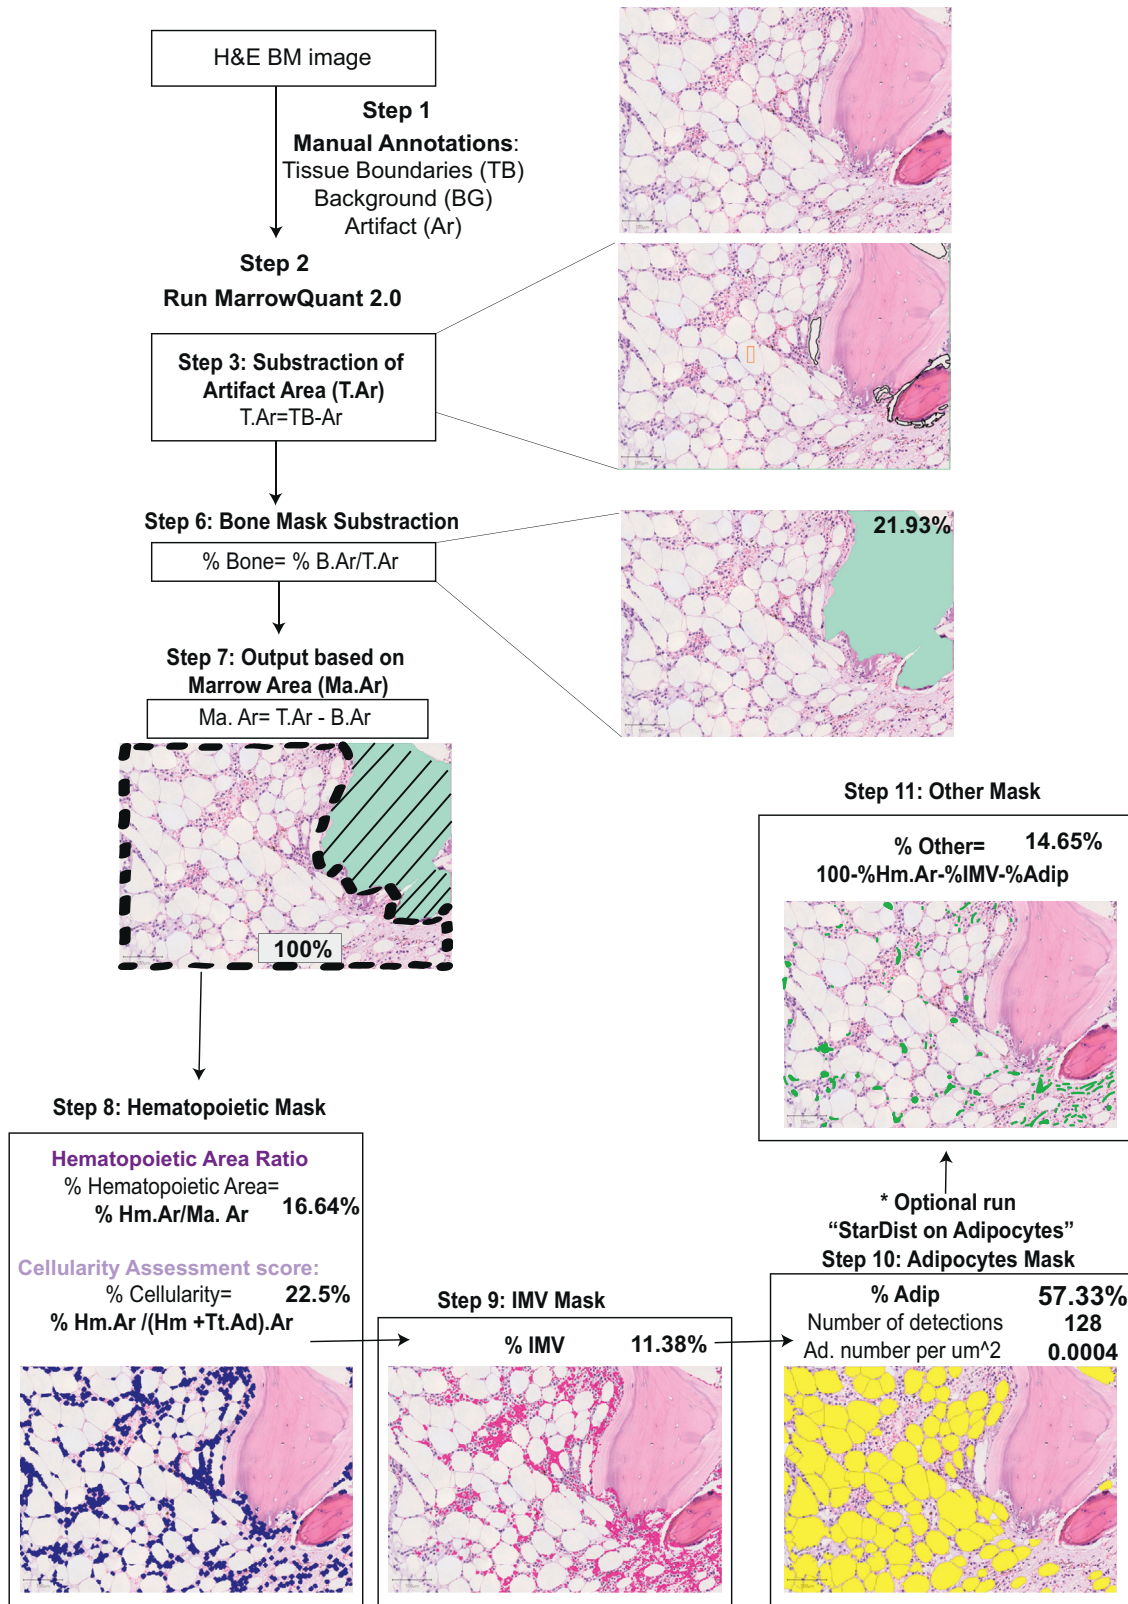 H&E BM image
Step 1
Manual Annotations:
Tissue Boundaries (TB)
Background (BG)
Artifact (Ar)
Step 2
Run MarrowQuant 2.0
Step 3: Substraction of
Artifact Area (T.Ar)
T.Ar=TB-Ar
Step 6: Bone Mask Substraction
% Bone= % B.Ar/T.Ar
21.93%
Step 7: Output based on
Marrow Area (Ma.Ar)
Ma. Ar= T.Ar - B.Ar
100%
Step 8: Hematopoietic Mask
Hematopoietic Area Ratio
% Hematopoietic Area=
% Hm.Ar/Ma. Ar
16.64%
Cellularity Assessment score:
% Cellularity=
22.5%
% Hm.Ar /(Hm +Tt.Ad).Ar
Step 9: IMV Mask
% IMV 11.38%
* Optional run
“StarDist on Adipocytes”
Step 10: Adipocytes Mask
% Adip 57.33%
Number of detections 128
Ad. number per um^2 0.0004
Step 11: Other Mask
% Other= 14.65%
100-%Hm.Ar-%IMV-%Adip